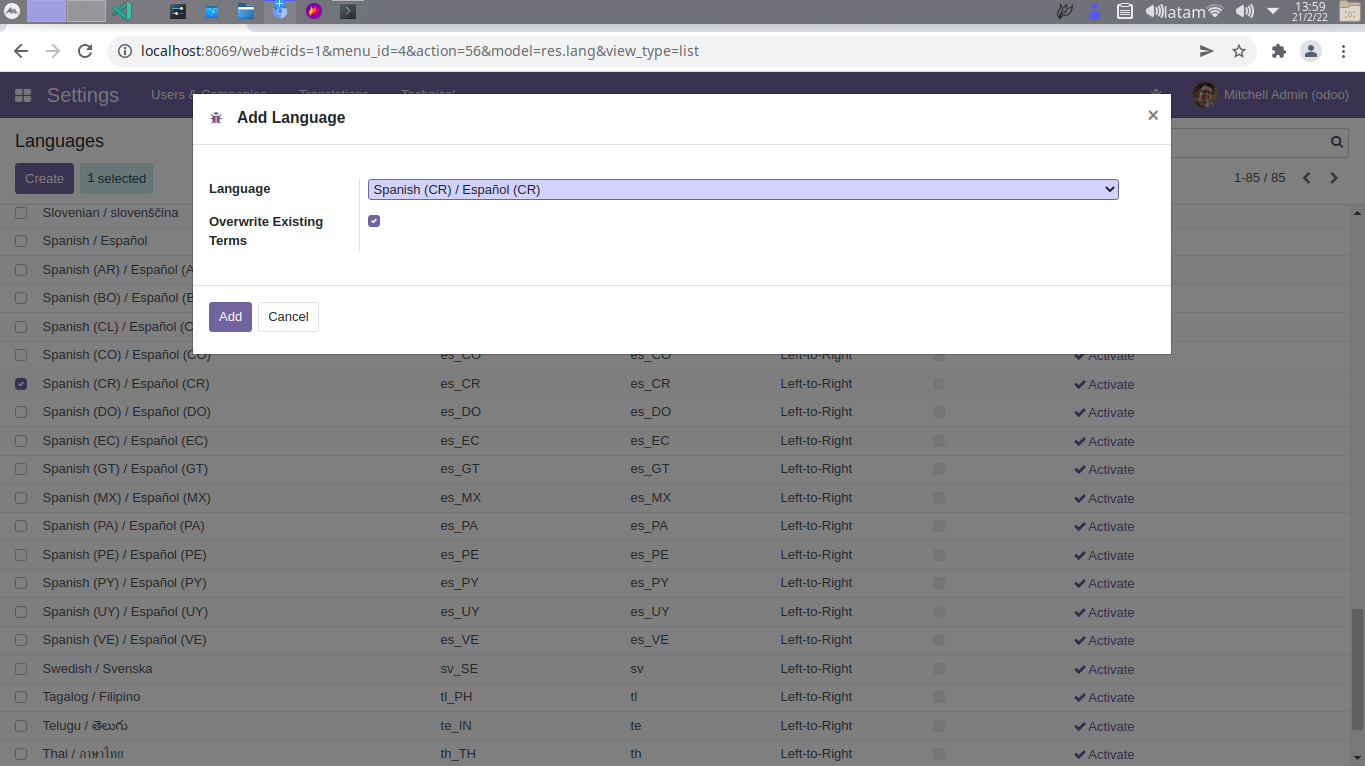 latam 13:59
21/2/22
localhost:8069/web#cids=1&menu_id=4&action=56&model=res.lang&view_type=list
Settings Users & Companies Translations Technical Mitchell Admin (odoo)
Add Language ×
Languages
Create 1 selected 1-85 / 85
Language Spanish (CR) / Español (CR)
Overwrite Existing
Terms
Add Cancel
Slovenian / slovenščina
Spanish / Español
Spanish (AR) / Español
Spanish (BO) / Español
Spanish (CL) / Español
Spanish (CO) / Español (CO) es_CO es_CO Left-to-Right Activate
Spanish (CR) / Español (CR) es_CR es_CR Left-to-Right Activate
Spanish (DO) / Español (DO) es_DO es_DO Left-to-Right Activate
Spanish (EC) / Español (EC) es_EC es_EC Left-to-Right Activate
Spanish (GT) / Español (GT) es_GT es_GT Left-to-Right Activate
Spanish (MX) / Español (MX) es_MX es_MX Left-to-Right Activate
Spanish (PA) / Español (PA) es_PA es_PA Left-to-Right Activate
Spanish (PE) / Español (PE) es_PE es_PE Left-to-Right Activate
Spanish (PY) / Español (PY) es_PY es_PY Left-to-Right Activate
Spanish (UY) / Español (UY) es_UY es_UY Left-to-Right Activate
Spanish (VE) / Español (VE) es_VE es_VE Left-to-Right Activate
Swedish / Svenska sv_SE sv Left-to-Right Activate
Tagalog / Filipino tl_PH tl Left-to-Right Activate
Telugu / తెలుగు te_IN te Left-to-Right Activate
Thai / ภาษาไทย th_TH th Left-to-Right Activate